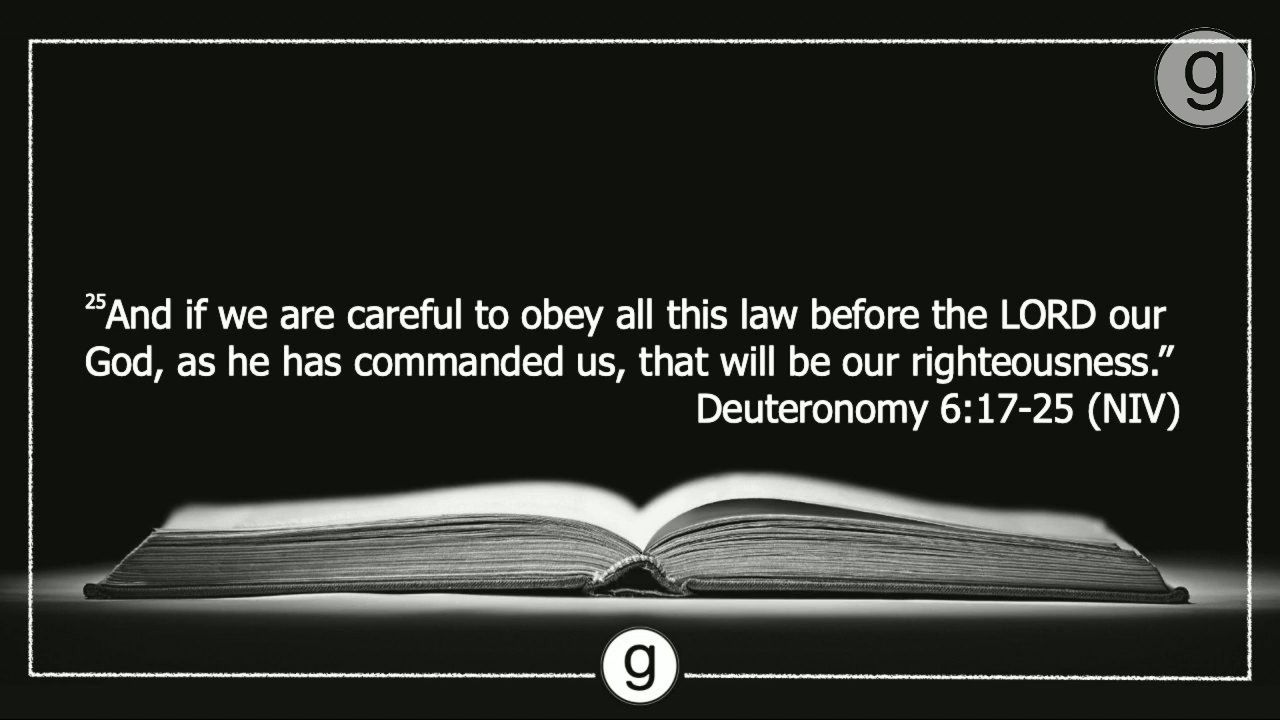 g
²⁵And if we are careful to obey all this law before the LORD our
God, as he has commanded us, that will be our righteousness.”
Deuteronomy 6:17-25 (NIV)
g